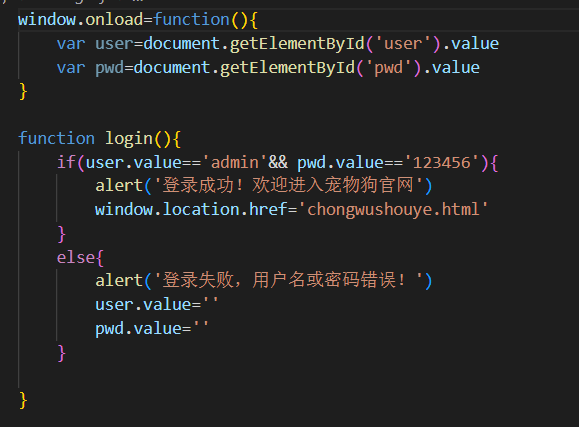 window.onload=function(){
    var user=document.getElementById('user').value
    var pwd=document.getElementById('pwd').value
}
function login(){
    if(user.value=='admin'&& pwd.value=='123456'){
        alert('登录成功！欢迎进入宠物狗官网')
        window.location.href='chongwushouye.html'
    }
    else{
        alert('登录失败，用户名或密码错误！')
        user.value=''
        pwd.value=''
    }
}